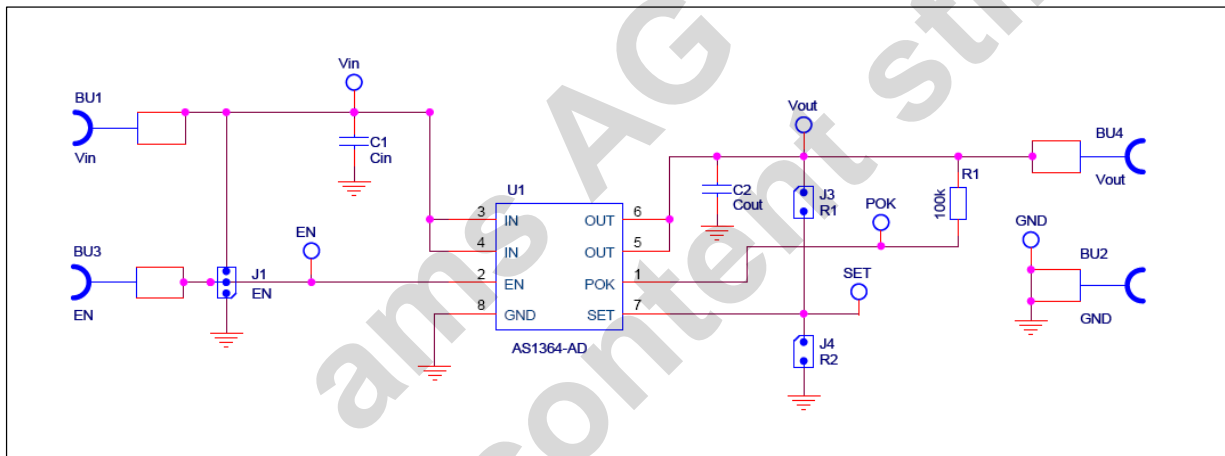 BU1
Vin
Vin
C1
Cin
BU3
EN
J1
EN
EN
U1
3
IN
4
IN
2
EN
8
GND
OUT
6
OUT
5
POK
1
SET
7
AS1364-AD
C2
Cout
Vout
J3
R1
POK
R1
100k
SET
J4
R2
BU4
Vout
GND
BU2
GND
ams AG
content sti